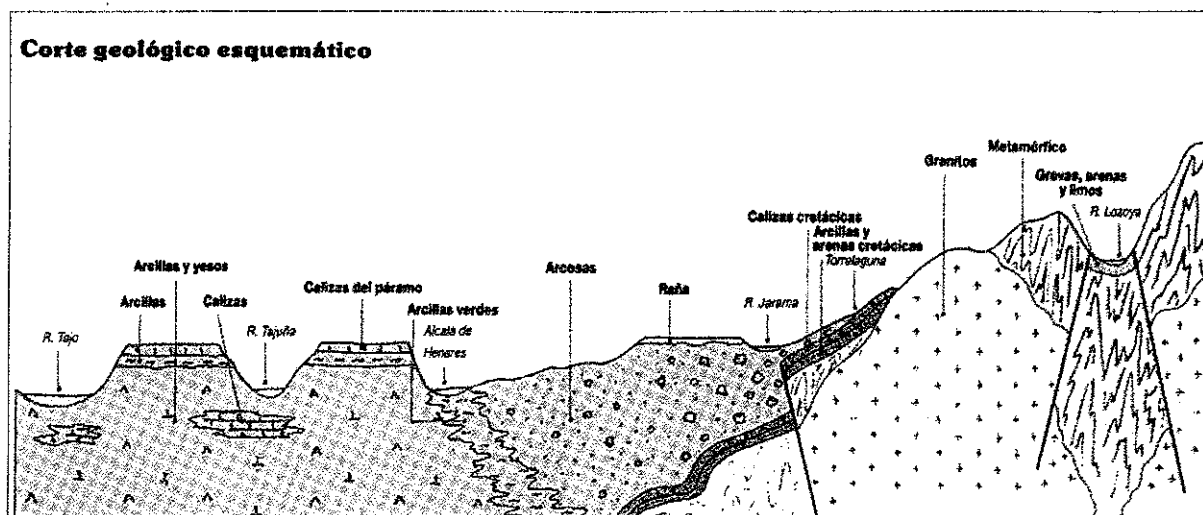 Corte geológico esquemático
Metamórfico
Granitos
Gravas, arenas
y limos
R. Lozoya
Calizas cretácicas
Arcillas y
arenas cretácicas
Torrelaguna
Arcillas y yesos
Arcosas
Calizas del páramo
Raña
R. Jarama
Arcillas
Calizas
Arcillas verdes
R. Tajo
R. Tajuña
Alcala de
Henares